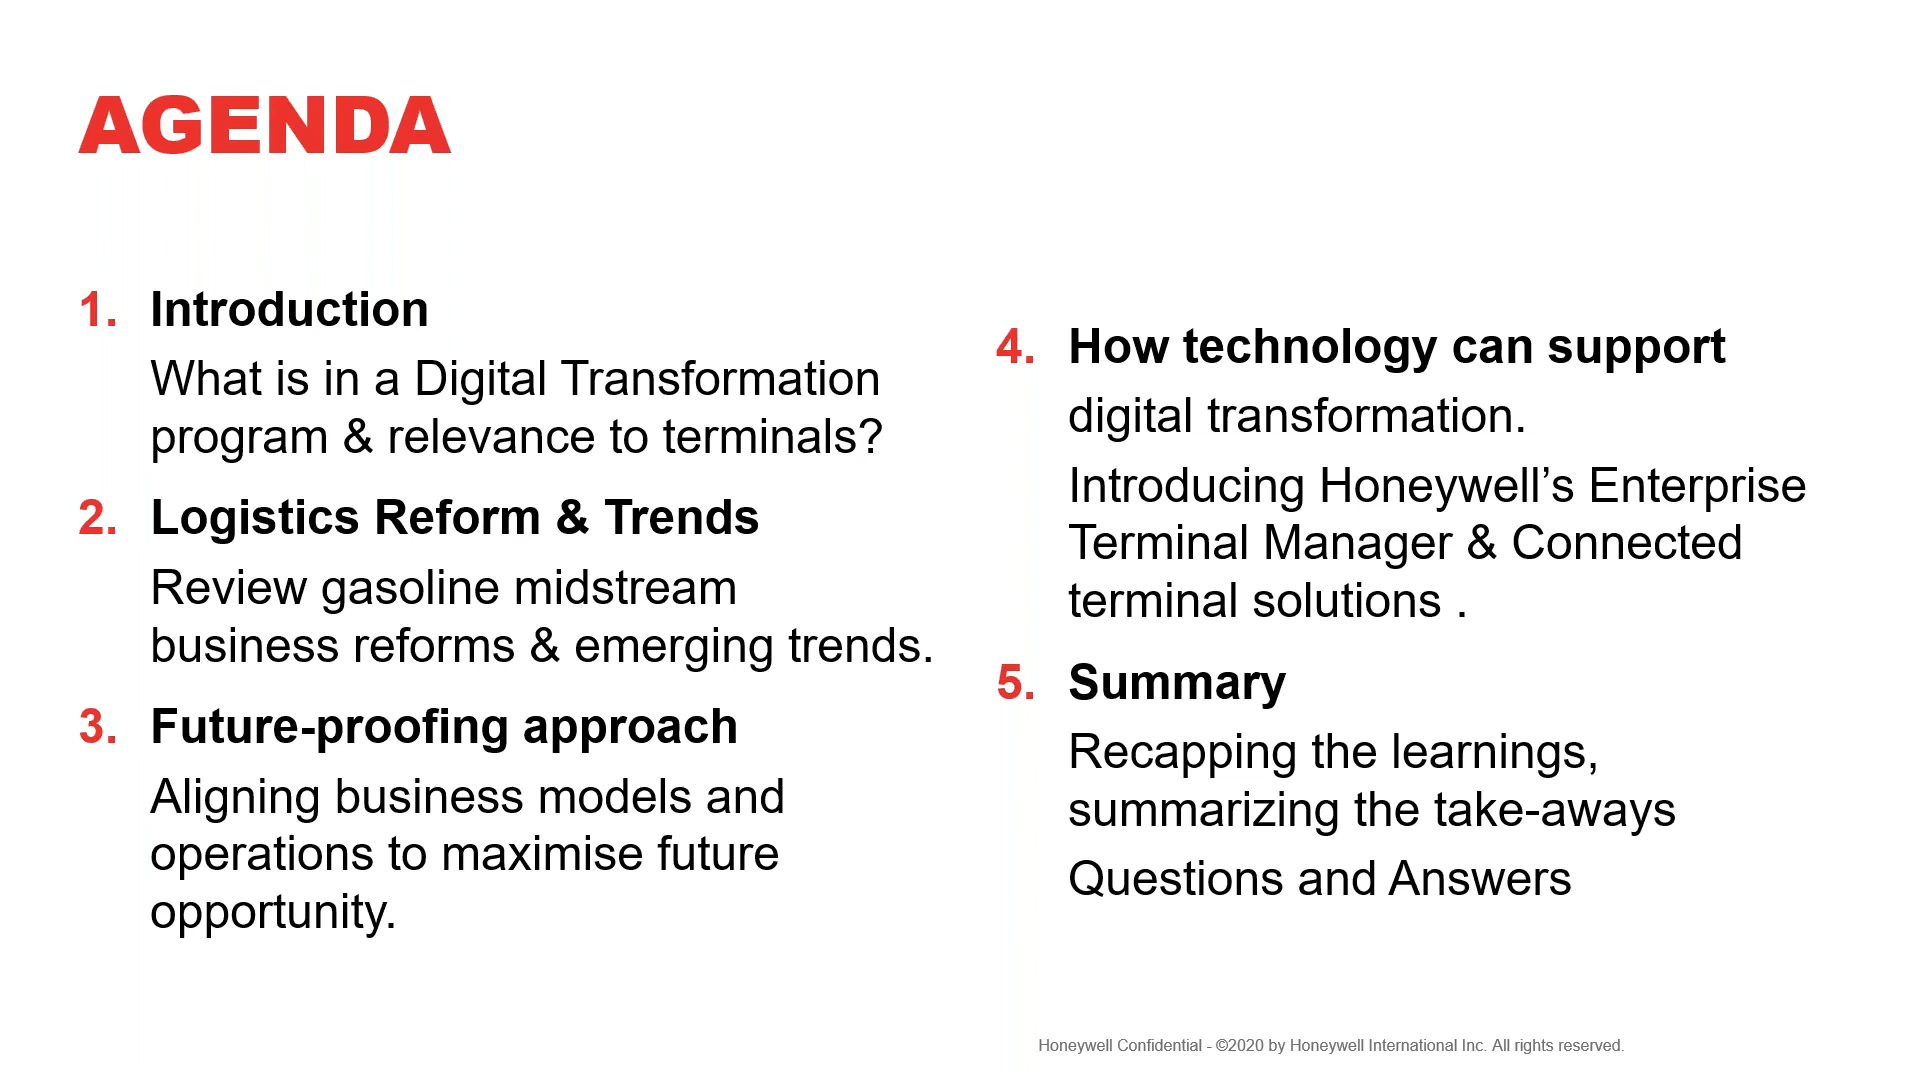 AGENDA
1. Introduction
What is in a Digital Transformation
program & relevance to terminals?
2. Logistics Reform & Trends
Review gasoline midstream
business reforms & emerging trends.
3. Future-proofing approach
Aligning business models and
operations to maximise future
opportunity.
4. How technology can support
digital transformation.
Introducing Honeywell’s Enterprise
Terminal Manager & Connected
terminal solutions .
5. Summary
Recapping the learnings,
summarizing the take-aways
Questions and Answers
Honeywell Confidential - ©2020 by Honeywell International Inc. All rights reserved.